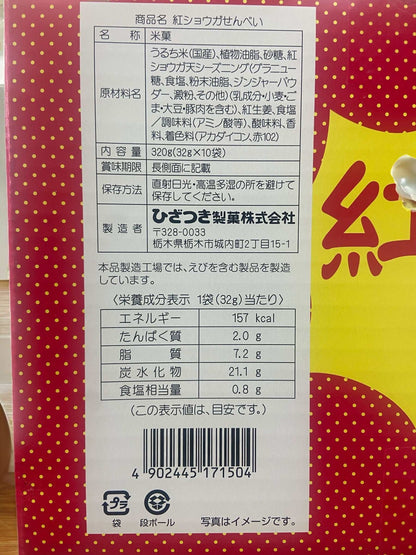 商品名 紅ショウガせんべい
名 称 米菓
原材料名 うるち米(国産)、植物油脂、砂糖、紅
ショウガ天シーズニング(グラニュー
糖、食塩、粉末油脂、ジンジャーパウ
ダー、澱粉、その他)(乳成分・小麦・ご
ま・大豆・豚肉を含む)、紅生姜、食塩
/調味料(アミノ酸等)、酸味料、香
料、着色料(アカダイコン、赤102)
内容量 320g(32g×10袋)
賞味期限 長側面に記載
保存方法 直射日光・高温多湿の所を避けて
保存してください。
製造者 ひざつき製菓株式会社
〒328-0033
栃木県栃木市城内町2丁目15-1
本品製造工場では、えびを含む製品を製造
しています。
〈栄養成分表示 1袋(32g)当たり〉
エネルギー 157 kcal
たんぱく質 2.0 g
脂質 7.2 g
炭水化物 21.1 g
食塩相当量 0.8 g
(この表示値は、目安です。)
4 902445 171504
プラ
袋 段ボール
写真はイメージです。
紅